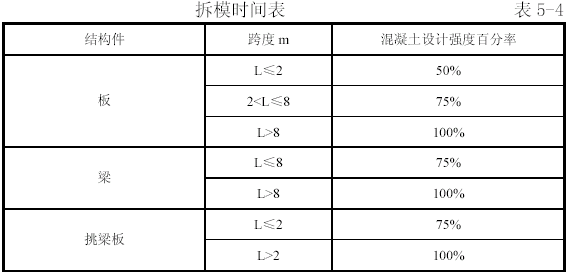 拆模时间表 表 5-4
结构件 跨度 m 混凝土设计强度百分率
板 L≤2 50%
2<L≤8 75%
L>8 100%
梁 L≤8 75%
L>8 100%
挑梁板 L≤2 75%
L>2 100%